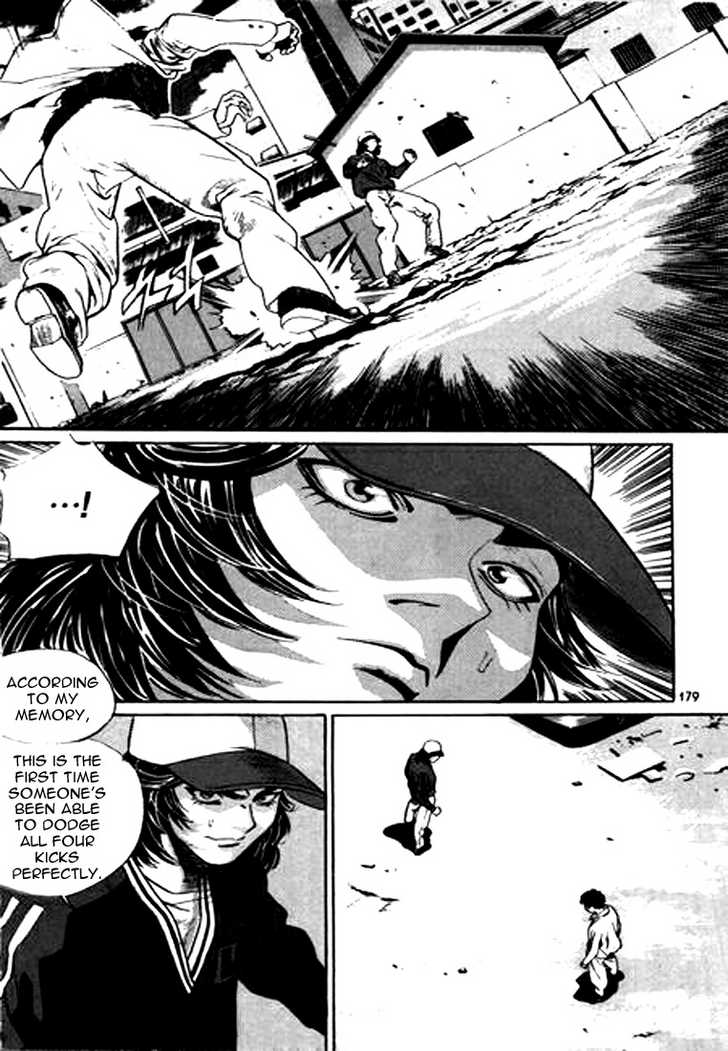 ...!
179
ACCORDING
TO MY
MEMORY,
THIS IS THE
FIRST TIME
SOMEONE'S
BEEN ABLE
TO DODGE
ALL FOUR
KICKS
PERFECTLY.